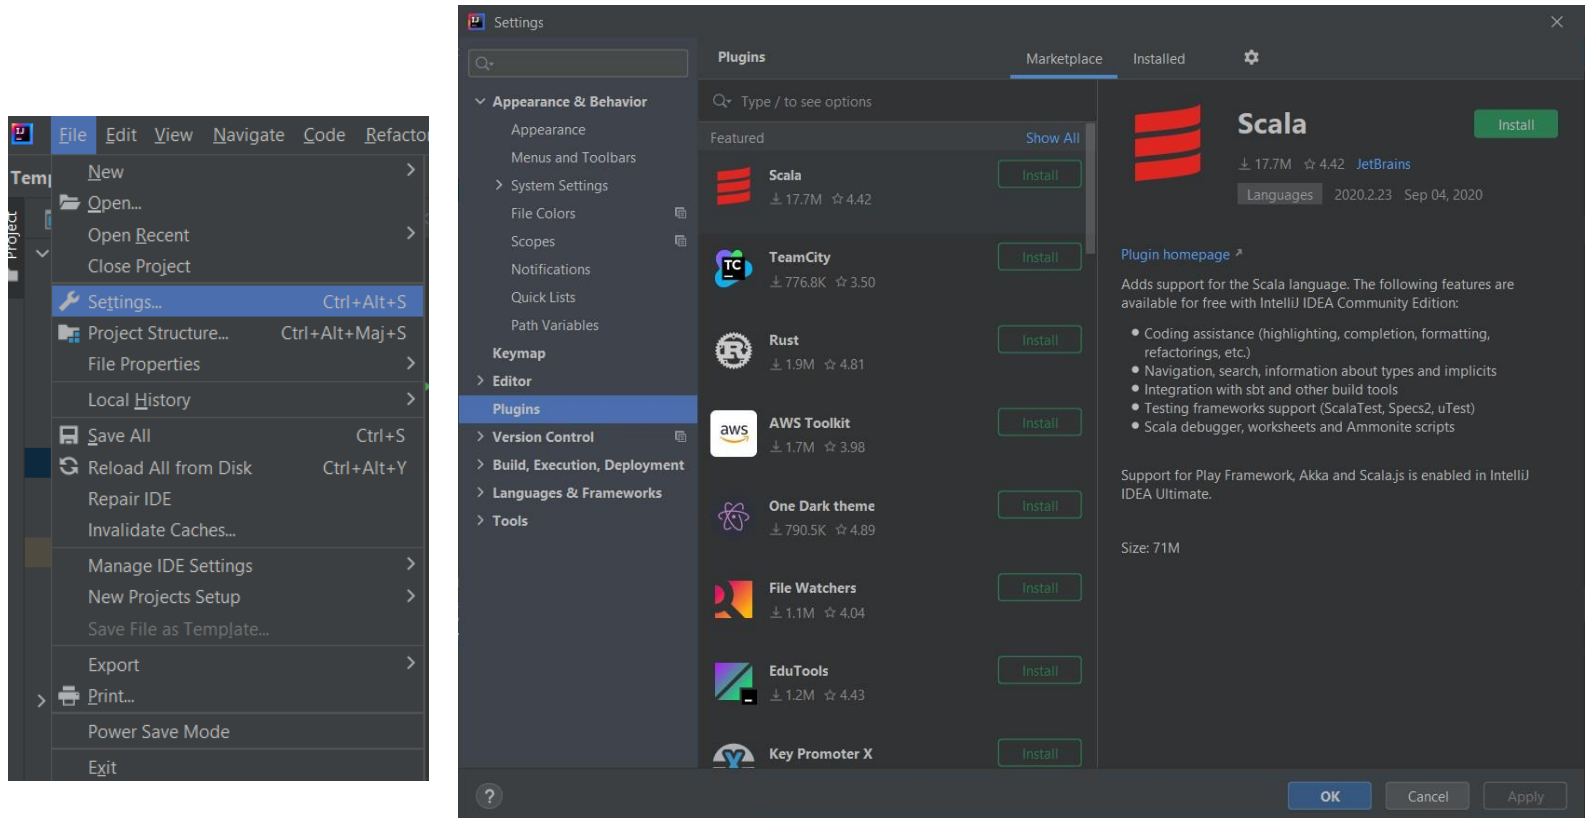 File Edit View Navigate Code Refactor
Temp
Project
New
Open...
Open Recent
Close Project
Settings... Ctrl+Alt+S
Project Structure... Ctrl+Alt+Maj+S
File Properties
Local History
Save All Ctrl+S
Reload All from Disk Ctrl+Alt+Y
Repair IDE
Invalidate Caches...
Manage IDE Settings
New Projects Setup
Save File as Template...
Export
Print...
Power Save Mode
Exit
Settings
Appearance & Behavior
Appearance
Menus and Toolbars
System Settings
File Colors
Scopes
Notifications
Quick Lists
Path Variables
Keymap
Editor
Plugins
Version Control
Build, Execution, Deployment
Languages & Frameworks
Tools
Plugins
Marketplace Installed
Type / to see options
Featured Show All
Scala Install
17.7M 4.42
TC
TeamCity Install
776.8K 3.50
R
Rust Install
1.9M 4.81
aws
AWS Toolkit Install
1.7M 3.98
One Dark theme Install
790.5K 4.89
File Watchers Install
1.1M 4.04
EduTools Install
1.2M 4.43
Key Promoter X Install
Scala Install
17.7M 4.42 JetBrains
Languages 2020.2.23 Sep 04, 2020
Plugin homepage
Adds support for the Scala language. The following features are
available for free with IntelliJ IDEA Community Edition:
• Coding assistance (highlighting, completion, formatting,
refactorings, etc.)
• Navigation, search, information about types and implicits
• Integration with sbt and other build tools
• Testing frameworks support (ScalaTest, Specs2, uTest)
• Scala debugger, worksheets and Ammonite scripts
Support for Play Framework, Akka and Scala.js is enabled in IntelliJ
IDEA Ultimate.
Size: 71M
? OK Cancel Apply